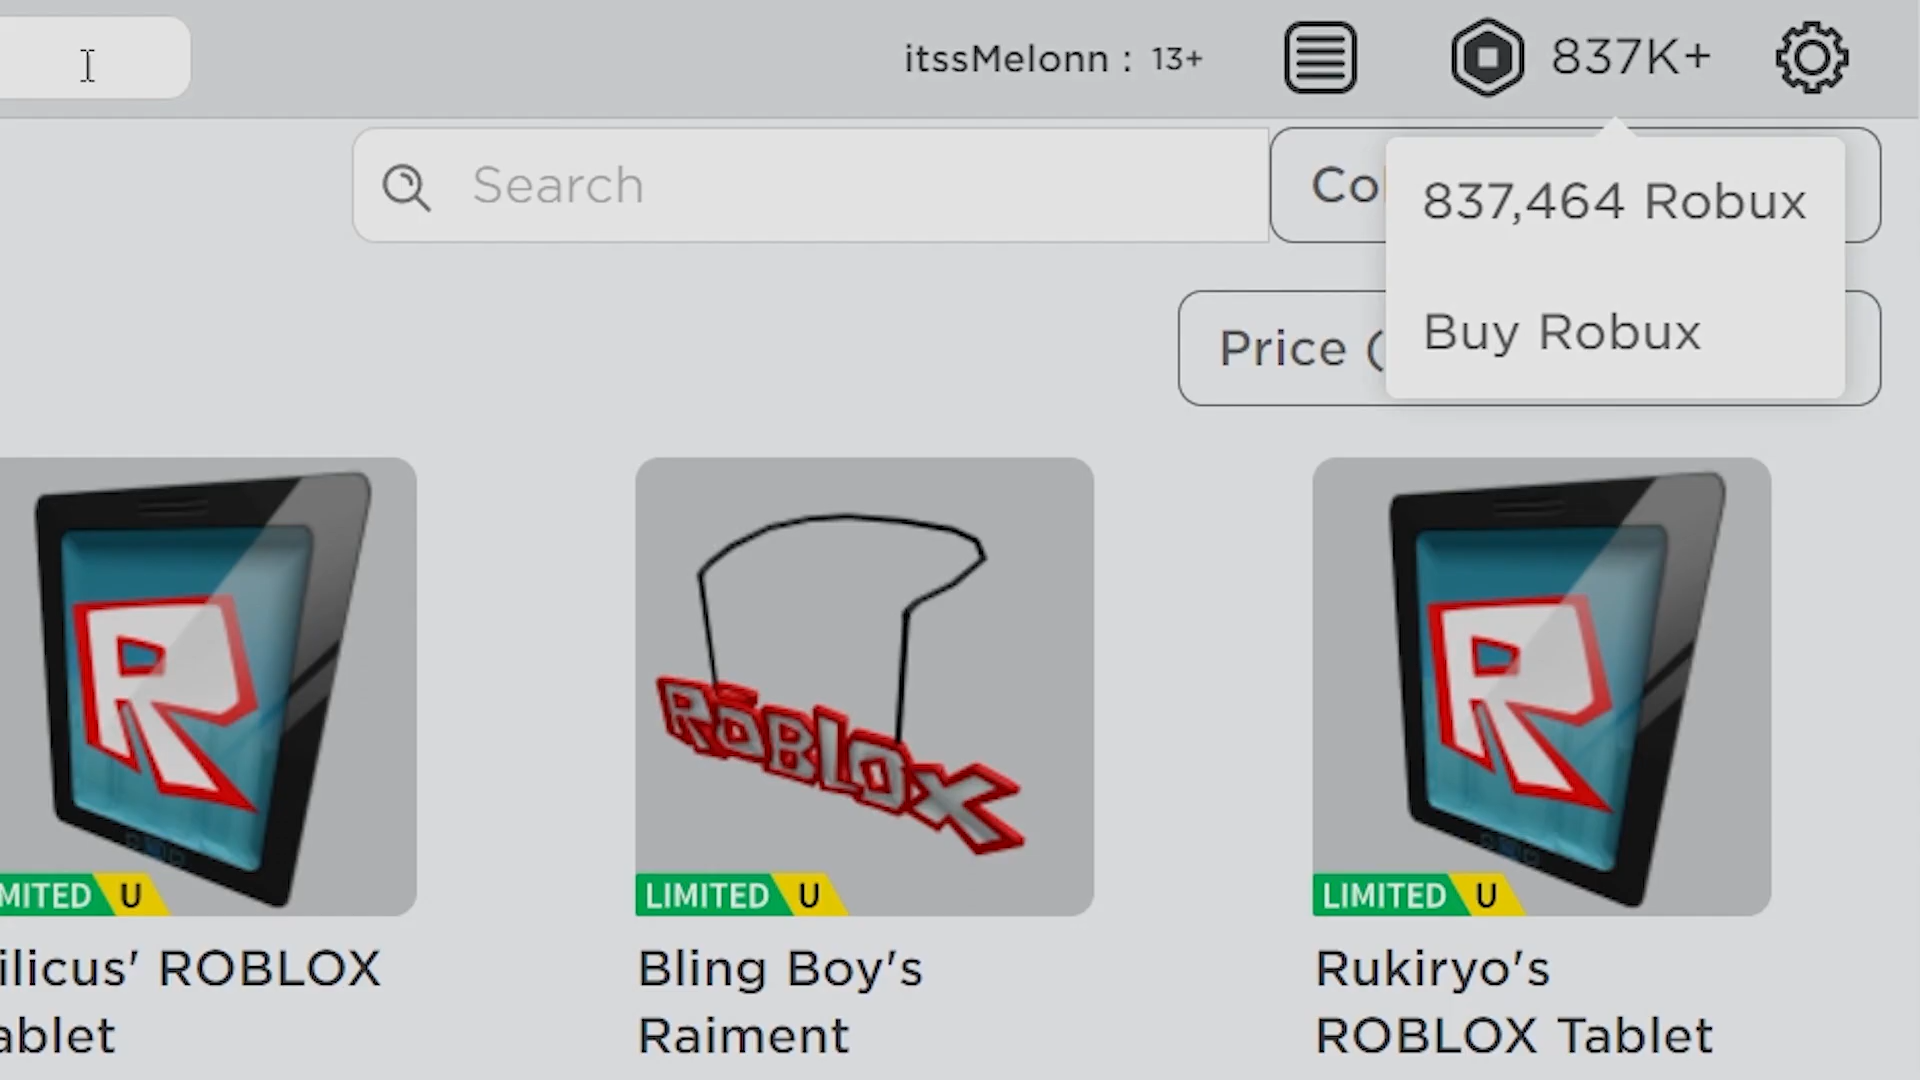 itssMelonn : 13+
837K+
Search
Co
837,464 Robux
Price (
Buy Robux
R
ROBLOX
R
MITED U
LIMITED U
LIMITED U
ilicus' ROBLOX
ablet
Bling Boy's
Raiment
Rukiryo's
ROBLOX Tablet